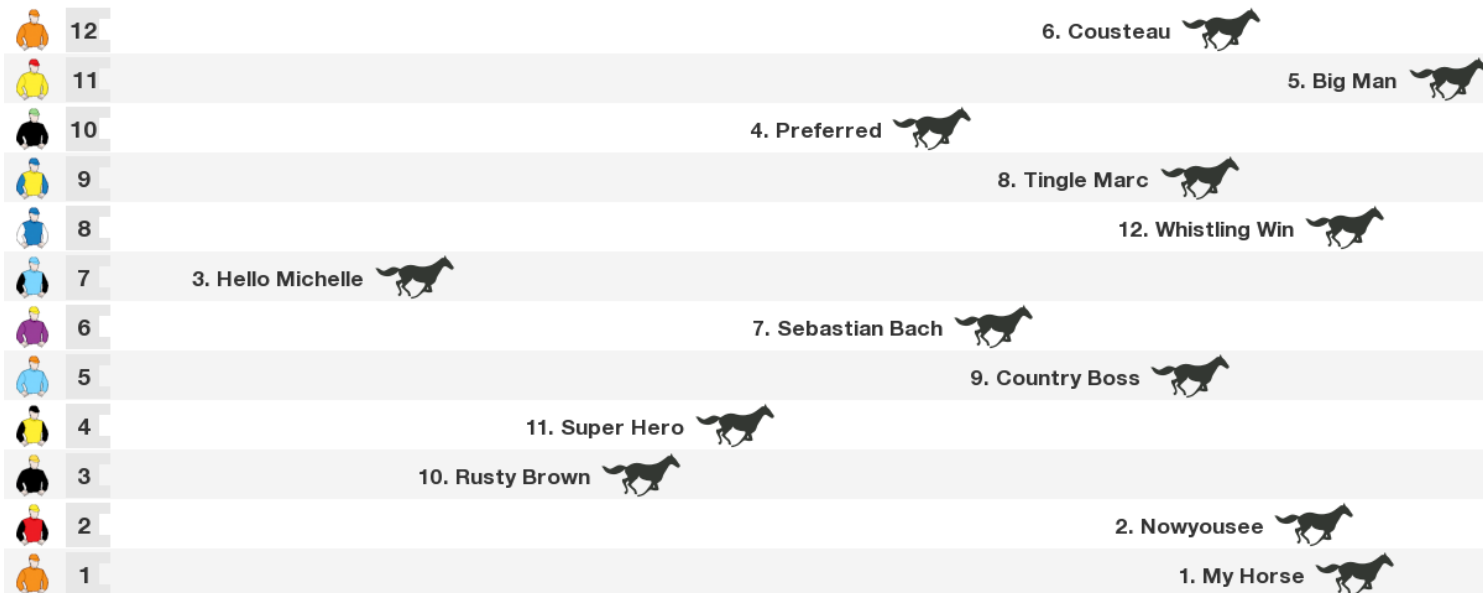 12 6. Cousteau
11 5. Big Man
10 4. Preferred
9 8. Tingle Marc
8 12. Whistling Win
7 3. Hello Michelle
6 7. Sebastian Bach
5 9. Country Boss
4 11. Super Hero
3 10. Rusty Brown
2 2. Nowyousee
1 1. My Horse